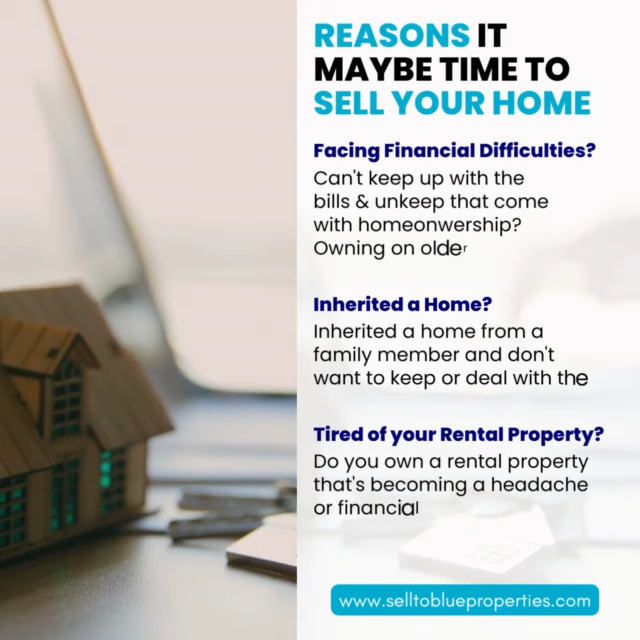 REASONS IT
MAYBE TIME TO
SELL YOUR HOME
Facing Financial Difficulties?
Can't keep up with the
bills & unkeep that come
with homeonwership?
Owning on older
Inherited a Home?
Inherited a home from a
family member and don't
want to keep or deal with the
Tired of your Rental Property?
Do you own a rental property
that's becoming a headache
or financial
www.selltoblueproperties.com